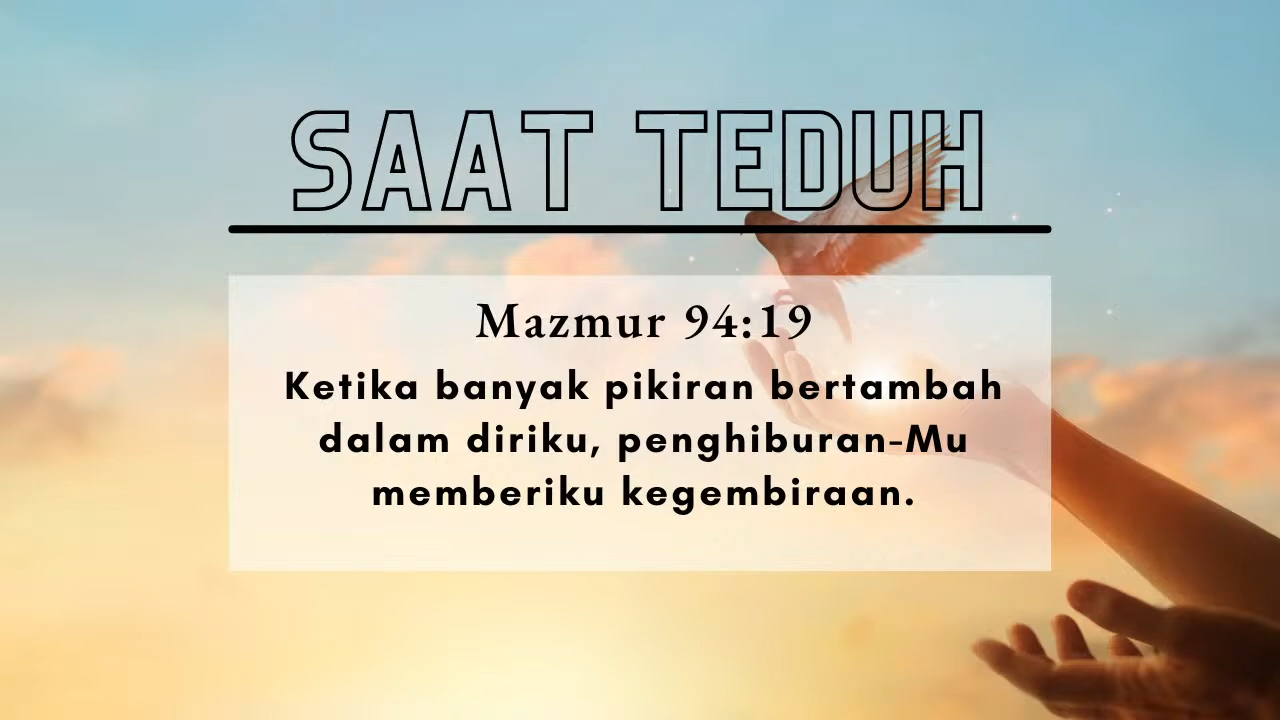 SAAT TEDUH
Mazmur 94:19
Ketika banyak pikiran bertambah
dalam diriku, penghiburan-Mu
memberiku kegembiraan.